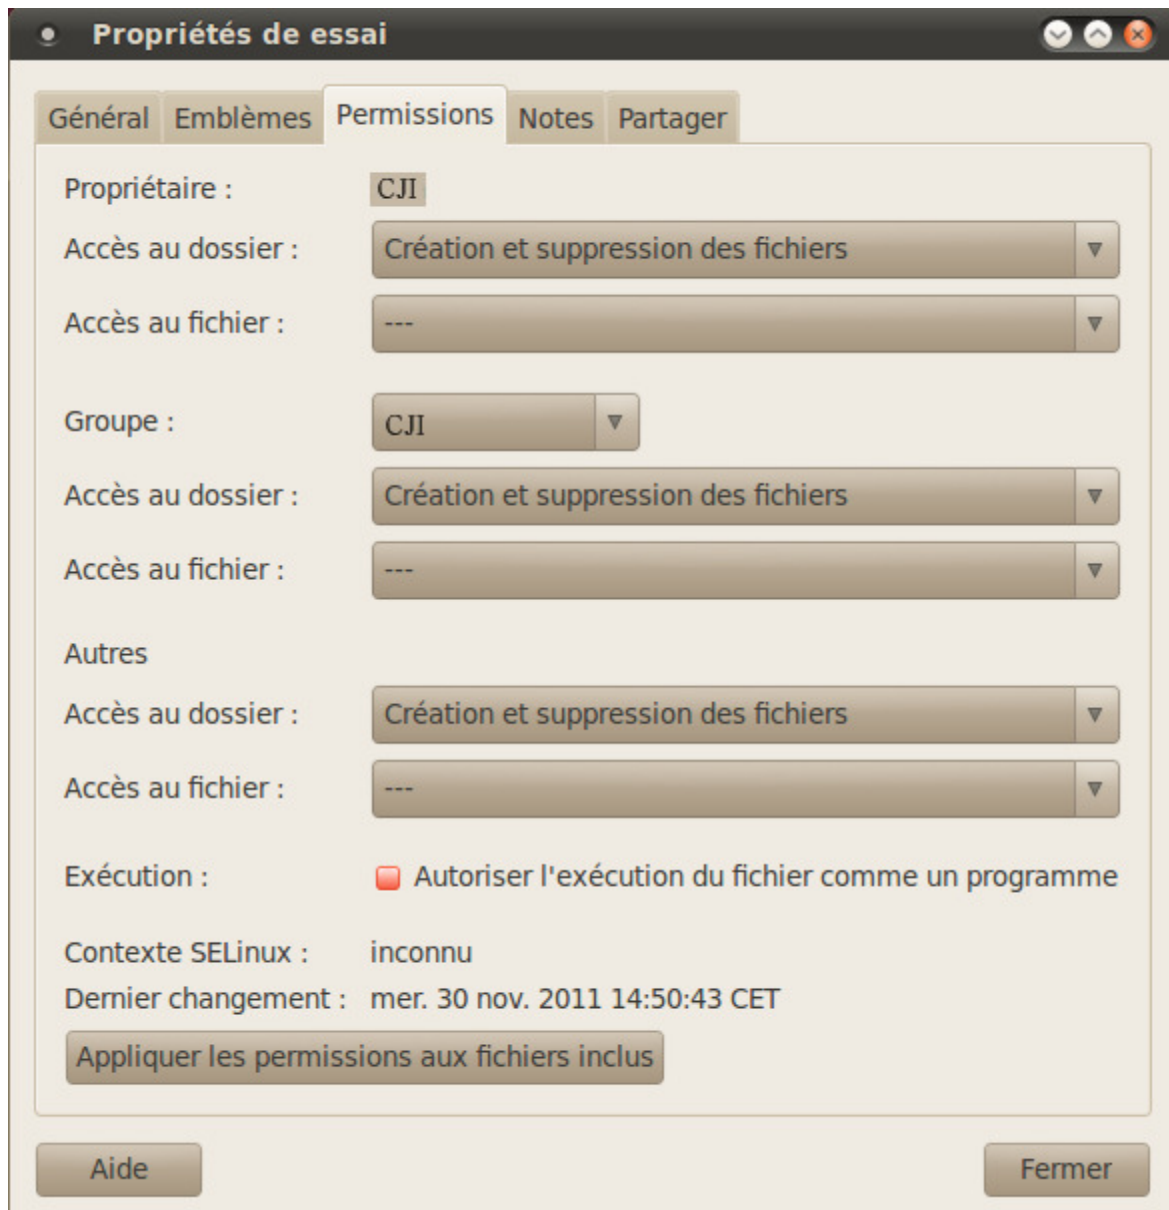 Propriétés de essai
Général Emblèmes Permissions Notes Partager
Propriétaire : CJI
Accès au dossier : Création et suppression des fichiers
Accès au fichier : ---
Groupe : CJI
Accès au dossier : Création et suppression des fichiers
Accès au fichier : ---
Autres
Accès au dossier : Création et suppression des fichiers
Accès au fichier : ---
Exécution : Autoriser l'exécution du fichier comme un programme
Contexte SELinux : inconnu
Dernier changement : mer. 30 nov. 2011 14:50:43 CET
Appliquer les permissions aux fichiers inclus
Aide Fermer